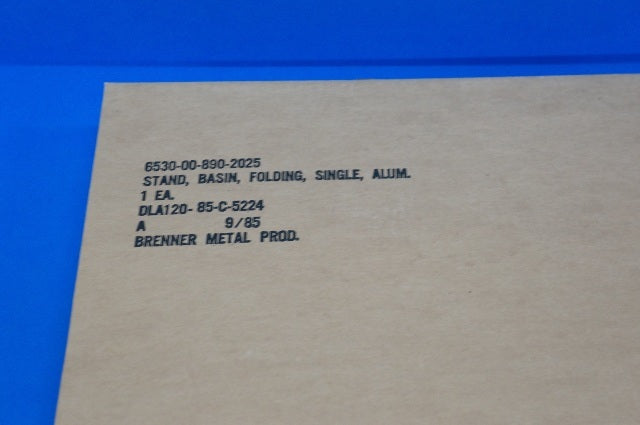 6530-00-890-2025
STAND, BASIN, FOLDING, SINGLE, ALUM.
1 EA.
DLA120-85-C-5224
A 9/85
BRENNER METAL PROD.